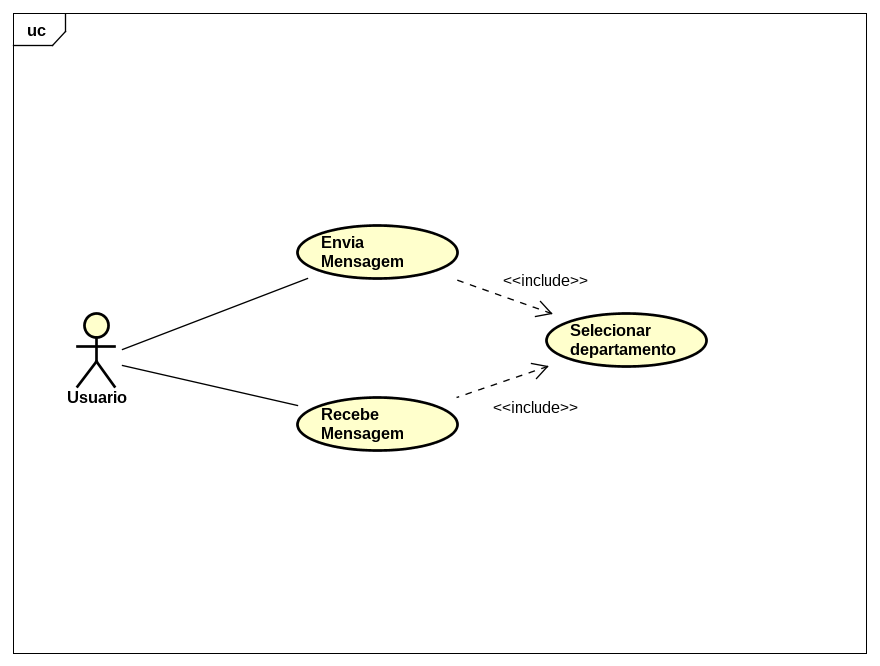 uc
Envia
Mensagem
<<include>>
Selecionar
departamento
Usuario
<<include>>
Recebe
Mensagem